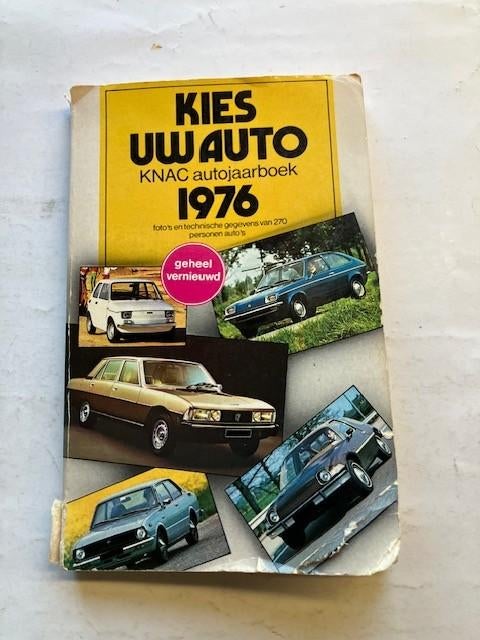 KIES
UW AUTO
KNAC autojaarboek
1976
foto's en technische gegevens van 270
personen auto's
geheel
vernieuwd